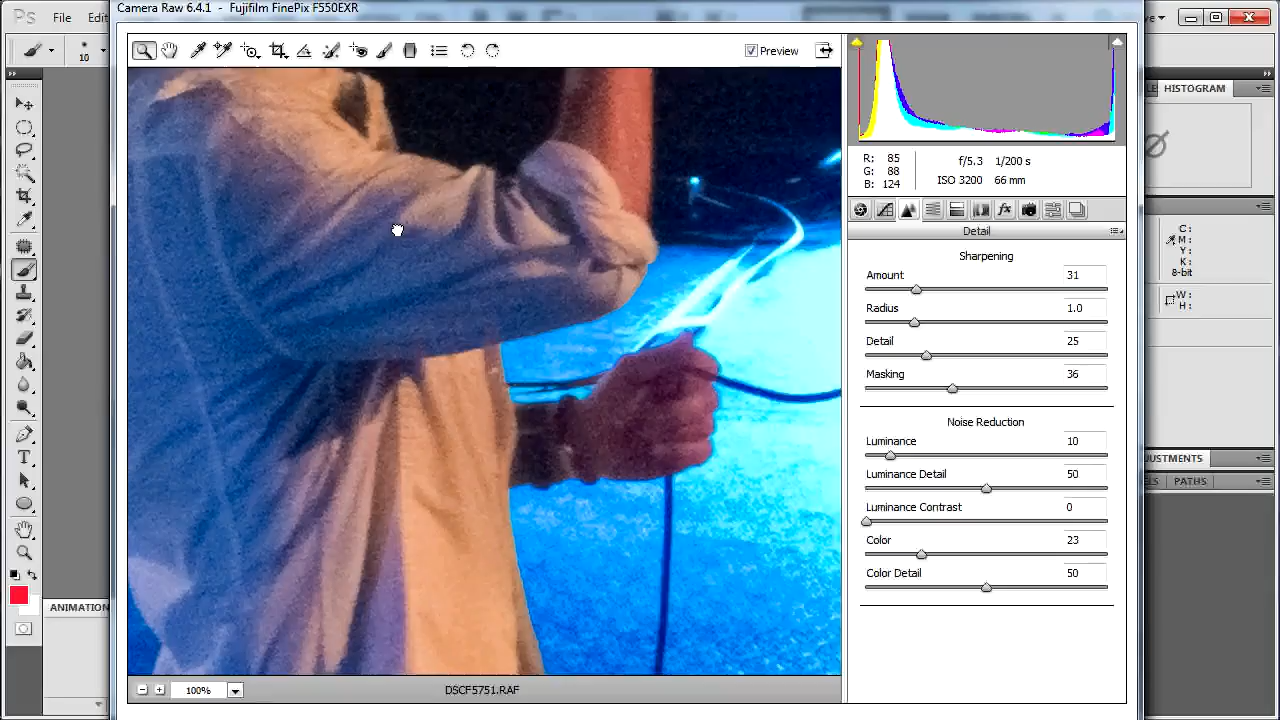 Camera Raw 6.4.1 - Fujifilm FinePix F550EXR
Ps
File
Edi
10
Preview
HISTOGRAM
R: 85
G: 88
B: 124
f/5.3 1/200 s
ISO 3200 66 mm
fx
Detail
Sharpening
Amount 31
Radius 1.0
Detail 25
Masking 36
Noise Reduction
Luminance 10
Luminance Detail 50
Luminance Contrast 0
Color 23
Color Detail 50
C:
M:
Y:
K:
8-bit
W:
H:
T
USTMENTS
LS
PATHS
ANIMATION
100%
DSCF5751.RAF